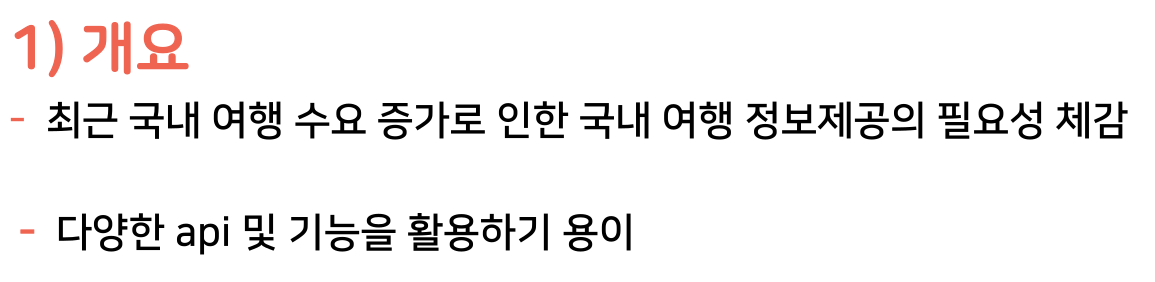 1) 개요
- 최근 국내 여행 수요 증가로 인한 국내 여행 정보제공의 필요성 체감
- 다양한 api 및 기능을 활용하기 용이